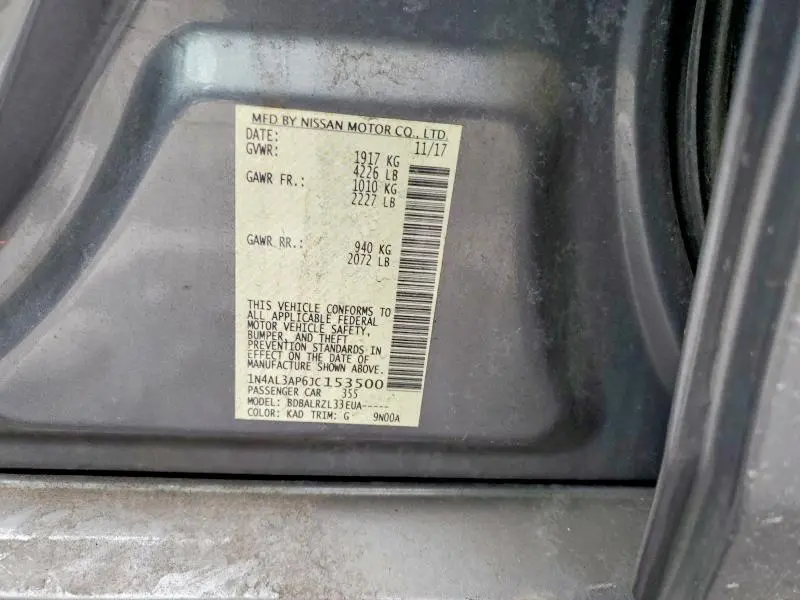 MFD BY NISSAN MOTOR CO., LTD.
DATE: 11/17
GVWR: 1917 KG
4226 LB
GAWR FR.: 1010 KG
2227 LB
GAWR RR.: 940 KG
2072 LB
THIS VEHICLE CONFORMS TO
ALL APPLICABLE FEDERAL
MOTOR VEHICLE SAFETY,
BUMPER, AND THEFT
PREVENTION STANDARDS IN
EFFECT ON THE DATE OF
MANUFACTURE SHOWN ABOVE.
1N4AL3AP6JC153500
PASSENGER CAR 355
MODEL: BDBALRZL33EUA-----
COLOR: KAD TRIM: G 9N00A